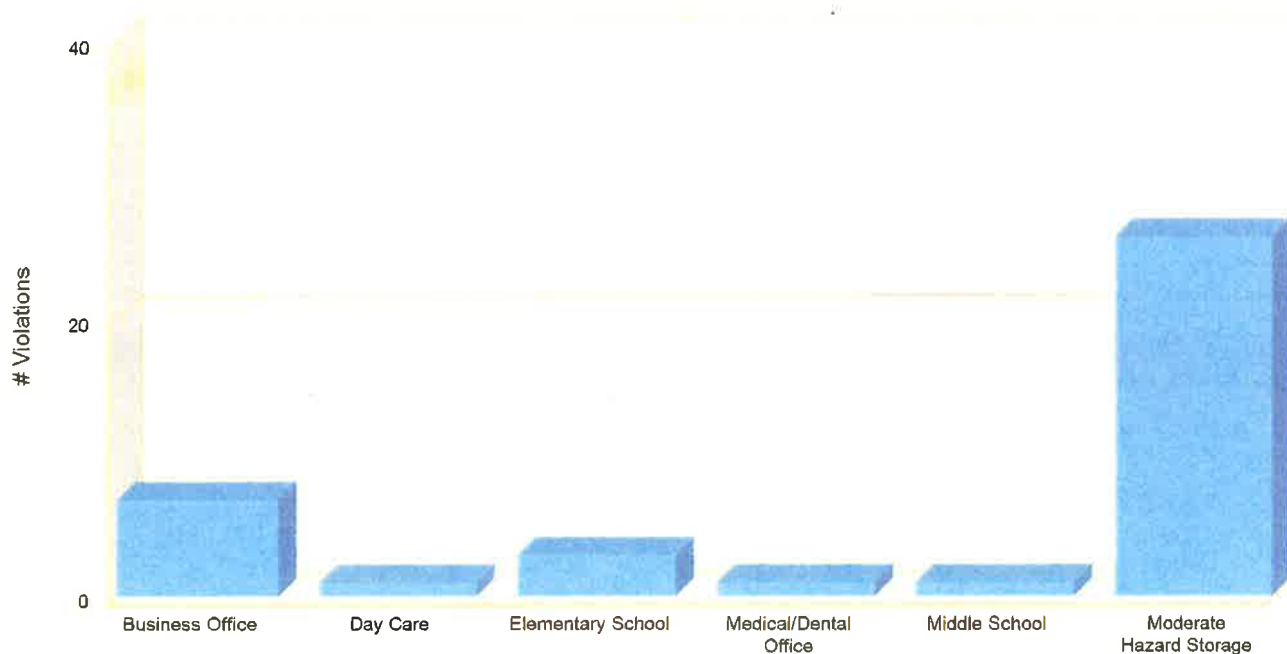 40
20
0
# Violations
Business Office
Day Care
Elementary School
Medical/Dental
Office
Middle School
Moderate
Hazard Storage